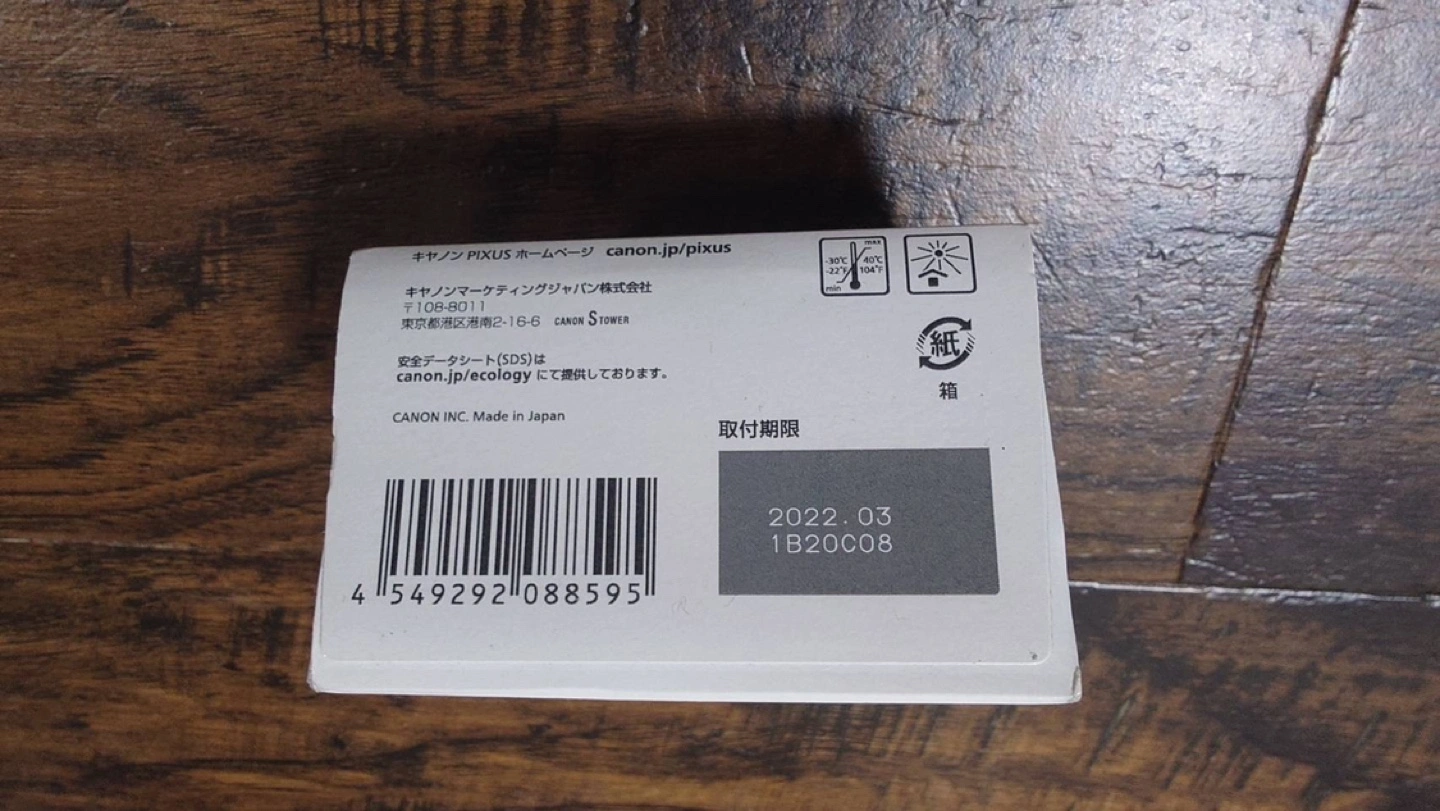 キヤノン PIXUS ホームページ canon.jp/pixus
max
-30℃ 40℃
-22°F 104°F
min
キヤノンマーケティングジャパン株式会社
〒108-8011
東京都港区港南2-16-6 CANON S TOWER
紙
箱
安全データシート(SDS)は
canon.jp/ecology にて提供しております。
CANON INC. Made in Japan
取付期限
2022.03
1B20C08
4 549292 088595